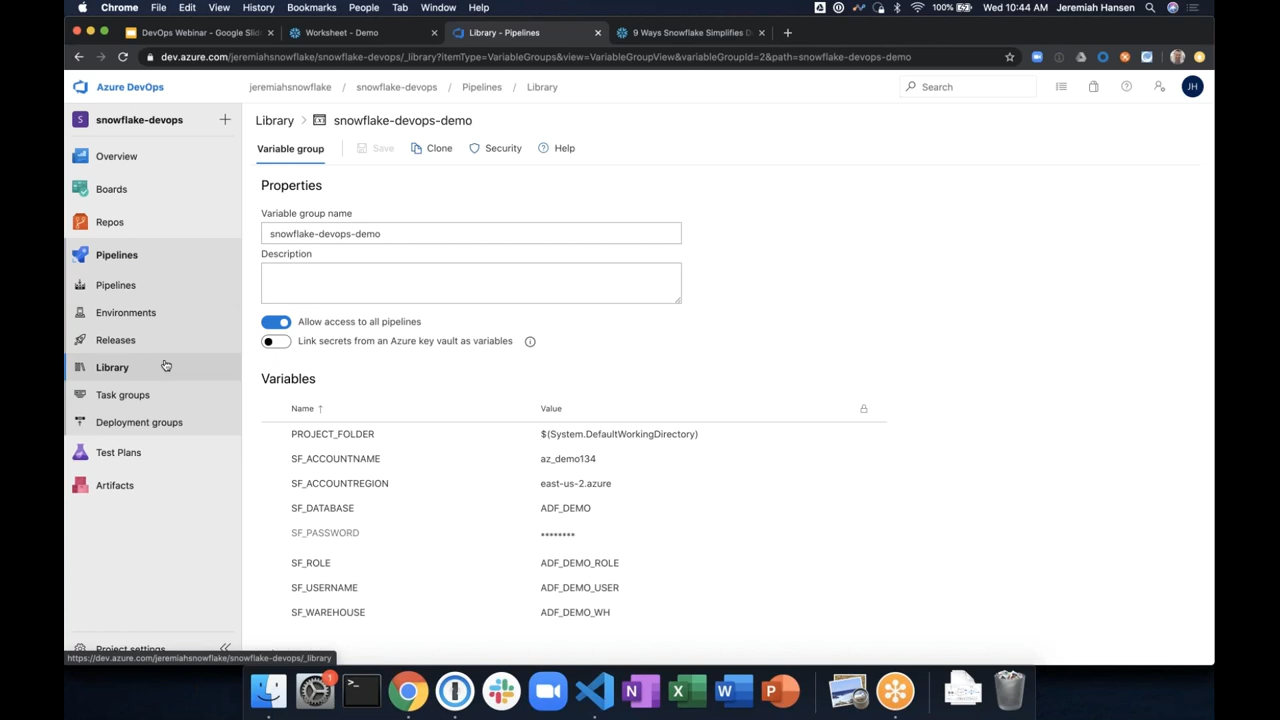 Chrome File Edit View History Bookmarks People Tab Window Help 100% Wed 10:44 AM Jeremiah Hansen
DevOps Webinar - Google Slid Worksheet - Demo Library - Pipelines 9 Ways Snowflake Simplifies D
dev.azure.com/jeremiahsnowflake/snowflake-devops/_library?itemType=VariableGroups&view=VariableGroupView&variableGroupId=2&path=snowflake-devops-demo
Azure DevOps jeremiahsnowflake / snowflake-devops / Pipelines / Library Search JH
S snowflake-devops
Overview
Boards
Repos
Pipelines
Pipelines
Environments
Releases
Library
Task groups
Deployment groups
Test Plans
Artifacts
Project settings
https://dev.azure.com/jeremiahsnowflake/snowflake-devops/_library
Library > snowflake-devops-demo
Variable group Save Clone Security Help
Properties
Variable group name
snowflake-devops-demo
Description
Allow access to all pipelines
Link secrets from an Azure key vault as variables
Variables
Name ↑ Value
PROJECT_FOLDER $(System.DefaultWorkingDirectory)
SF_ACCOUNTNAME az_demo134
SF_ACCOUNTREGION east-us-2.azure
SF_DATABASE ADF_DEMO
SF_PASSWORD ********
SF_ROLE ADF_DEMO_ROLE
SF_USERNAME ADF_DEMO_USER
SF_WAREHOUSE ADF_DEMO_WH
1
N X W P